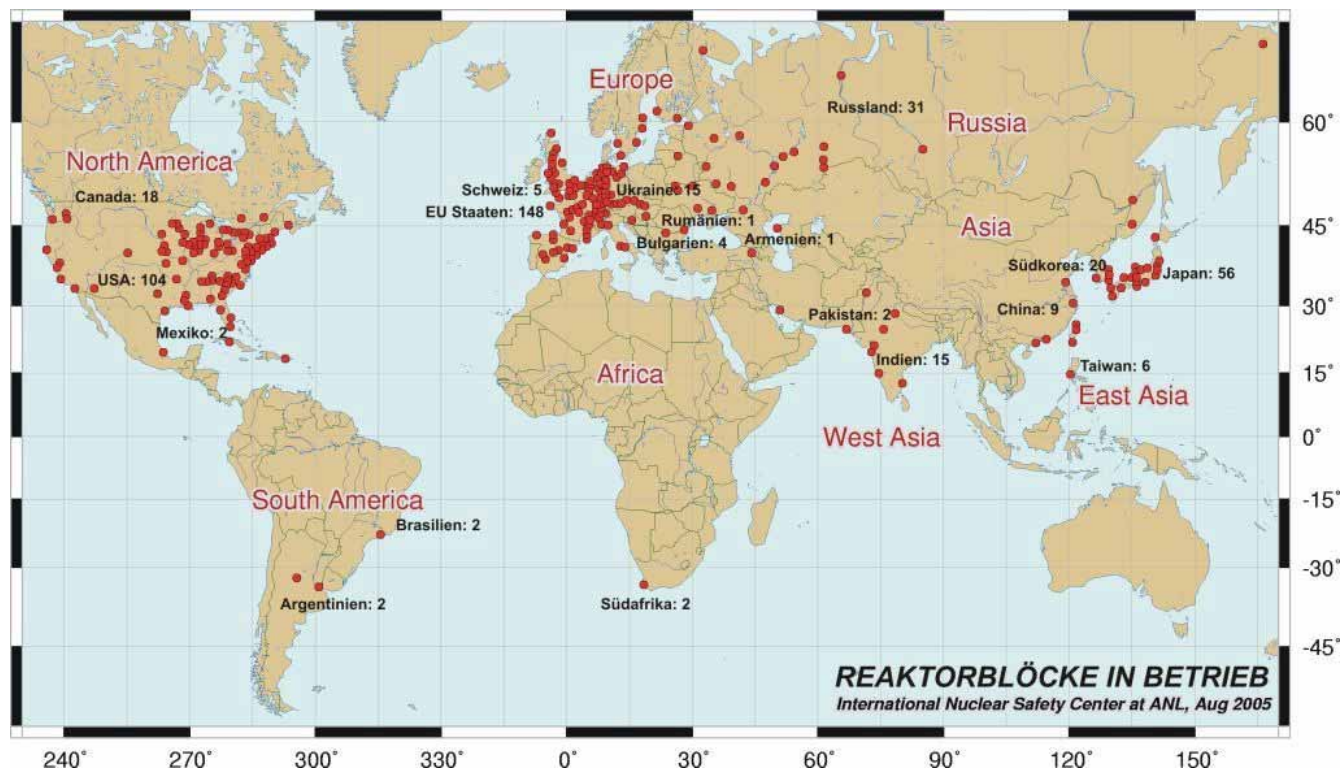 Europe
Russland: 31
Russia
60°
North America
Canada: 18
Schweiz: 5
Ukraine: 15
EU Staaten: 148
Rumänien: 1
Asia
45°
Bulgarien: 4
Armenien: 1
Südkorea: 20
Japan: 56
USA: 104
China: 9
30°
Mexiko: 2
Pakistan: 2
Indien: 15
Taiwan: 6
15°
Africa
East Asia
West Asia
0°
South America
-15°
Brasilien: 2
-30°
Argentinien: 2
Südafrika: 2
-45°
REAKTORBLÖCKE IN BETRIEB
International Nuclear Safety Center at ANL, Aug 2005
240° 270° 300° 330° 0° 30° 60° 90° 120° 150°